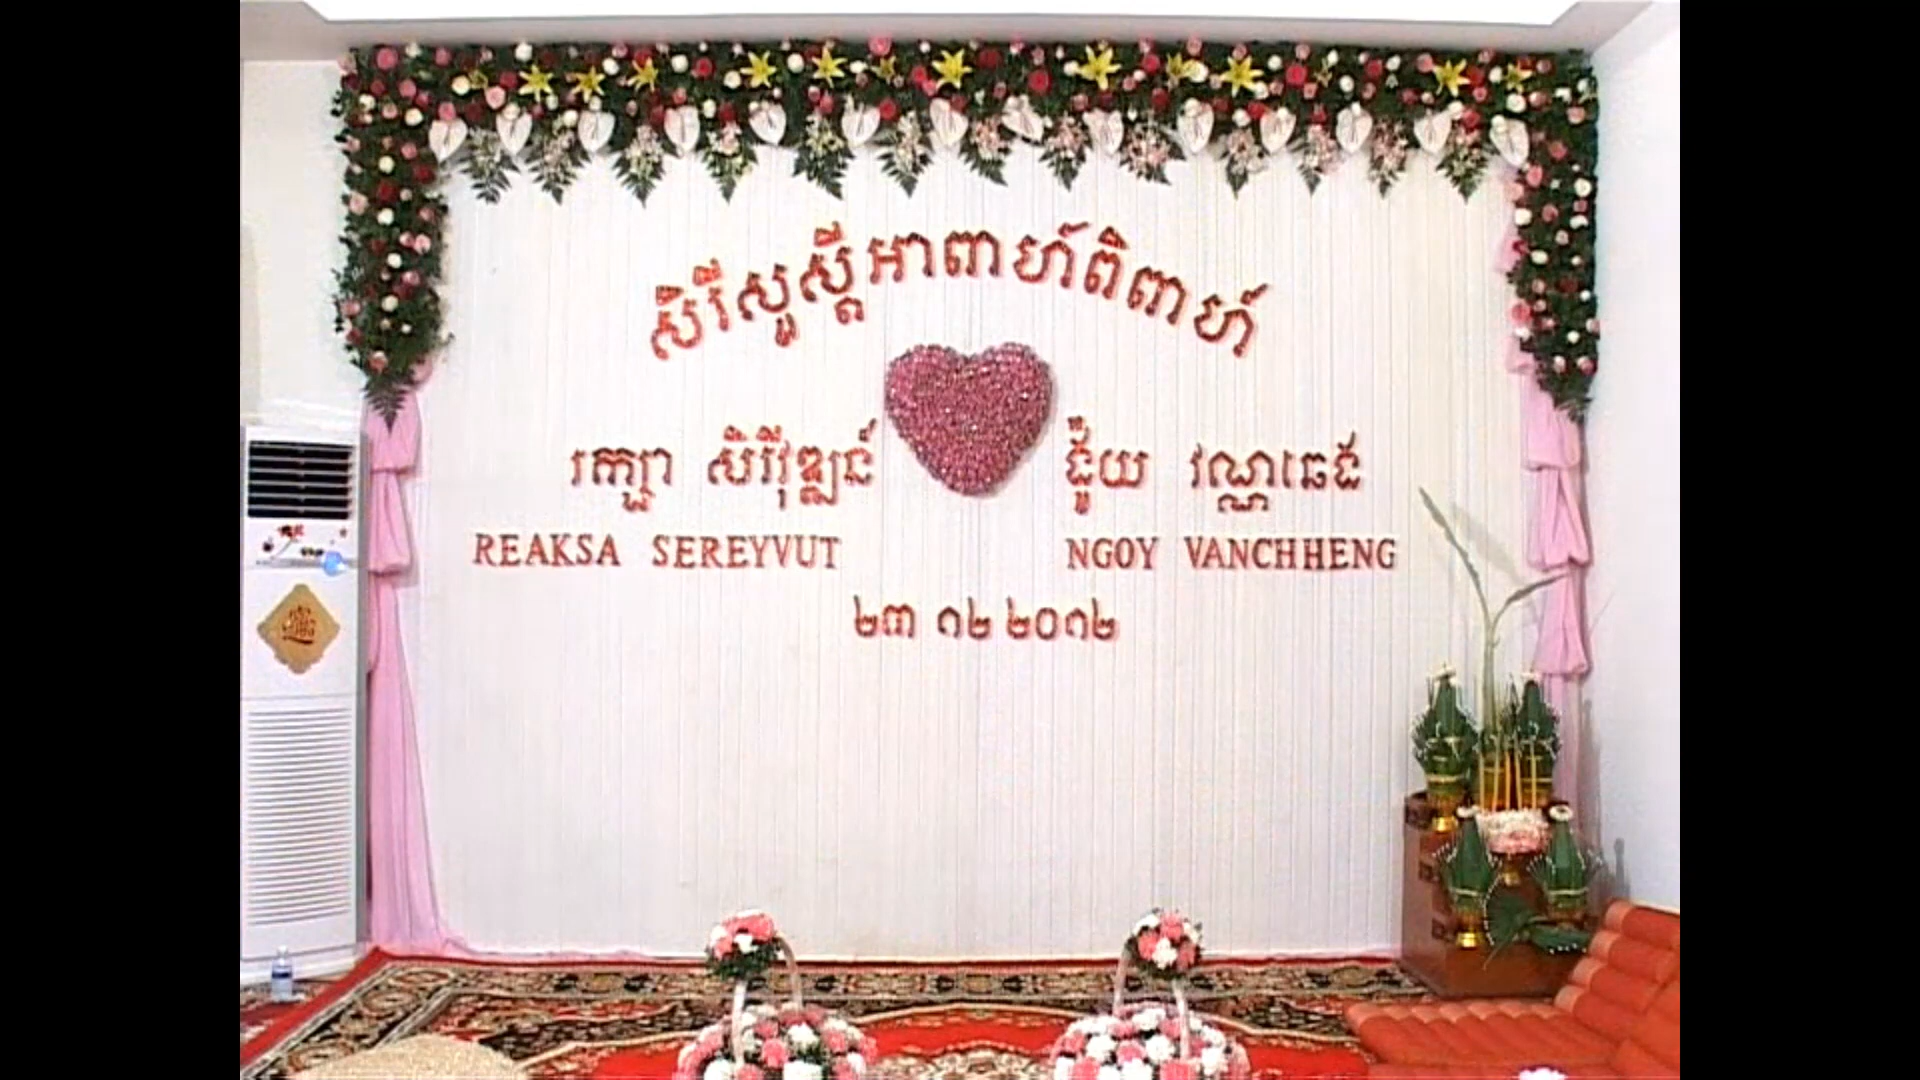 សិរីសួស្ដីអាពាហ៍ពិពាហ៍
រក្សា សិរីវុឌ្ឍន៍ ង៉ូយ វណ្ណឆេង
REAKSA SEREYVUT NGOY VANCHHENG
២៣ ១២ ២០១២